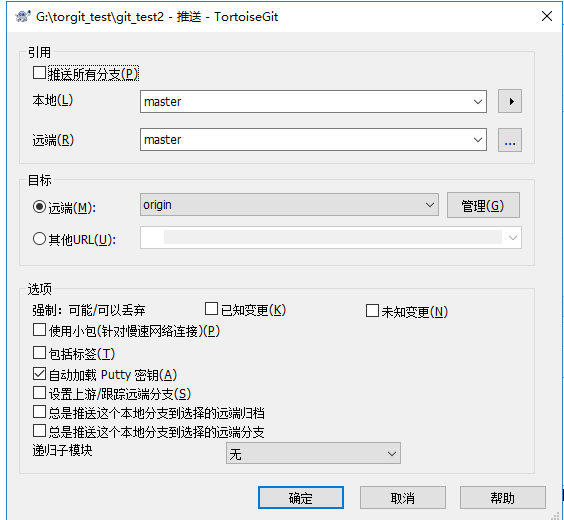 G:\torgit_test\git_test2 - 推送 - TortoiseGit
引用
推送所有分支(P)
本地(L) master
远端(R) master ...
目标
远端(M): origin 管理(G)
其他URL(U):
选项
强制：可能/可以丢弃 已知变更(K) 未知变更(N)
使用小包(针对慢速网络连接)(P)
包括标签(T)
自动加载 Putty 密钥(A)
设置上游/跟踪远端分支(S)
总是推送这个本地分支到选择的远端归档
总是推送这个本地分支到选择的远端分支
递归子模块 无
确定 取消 帮助